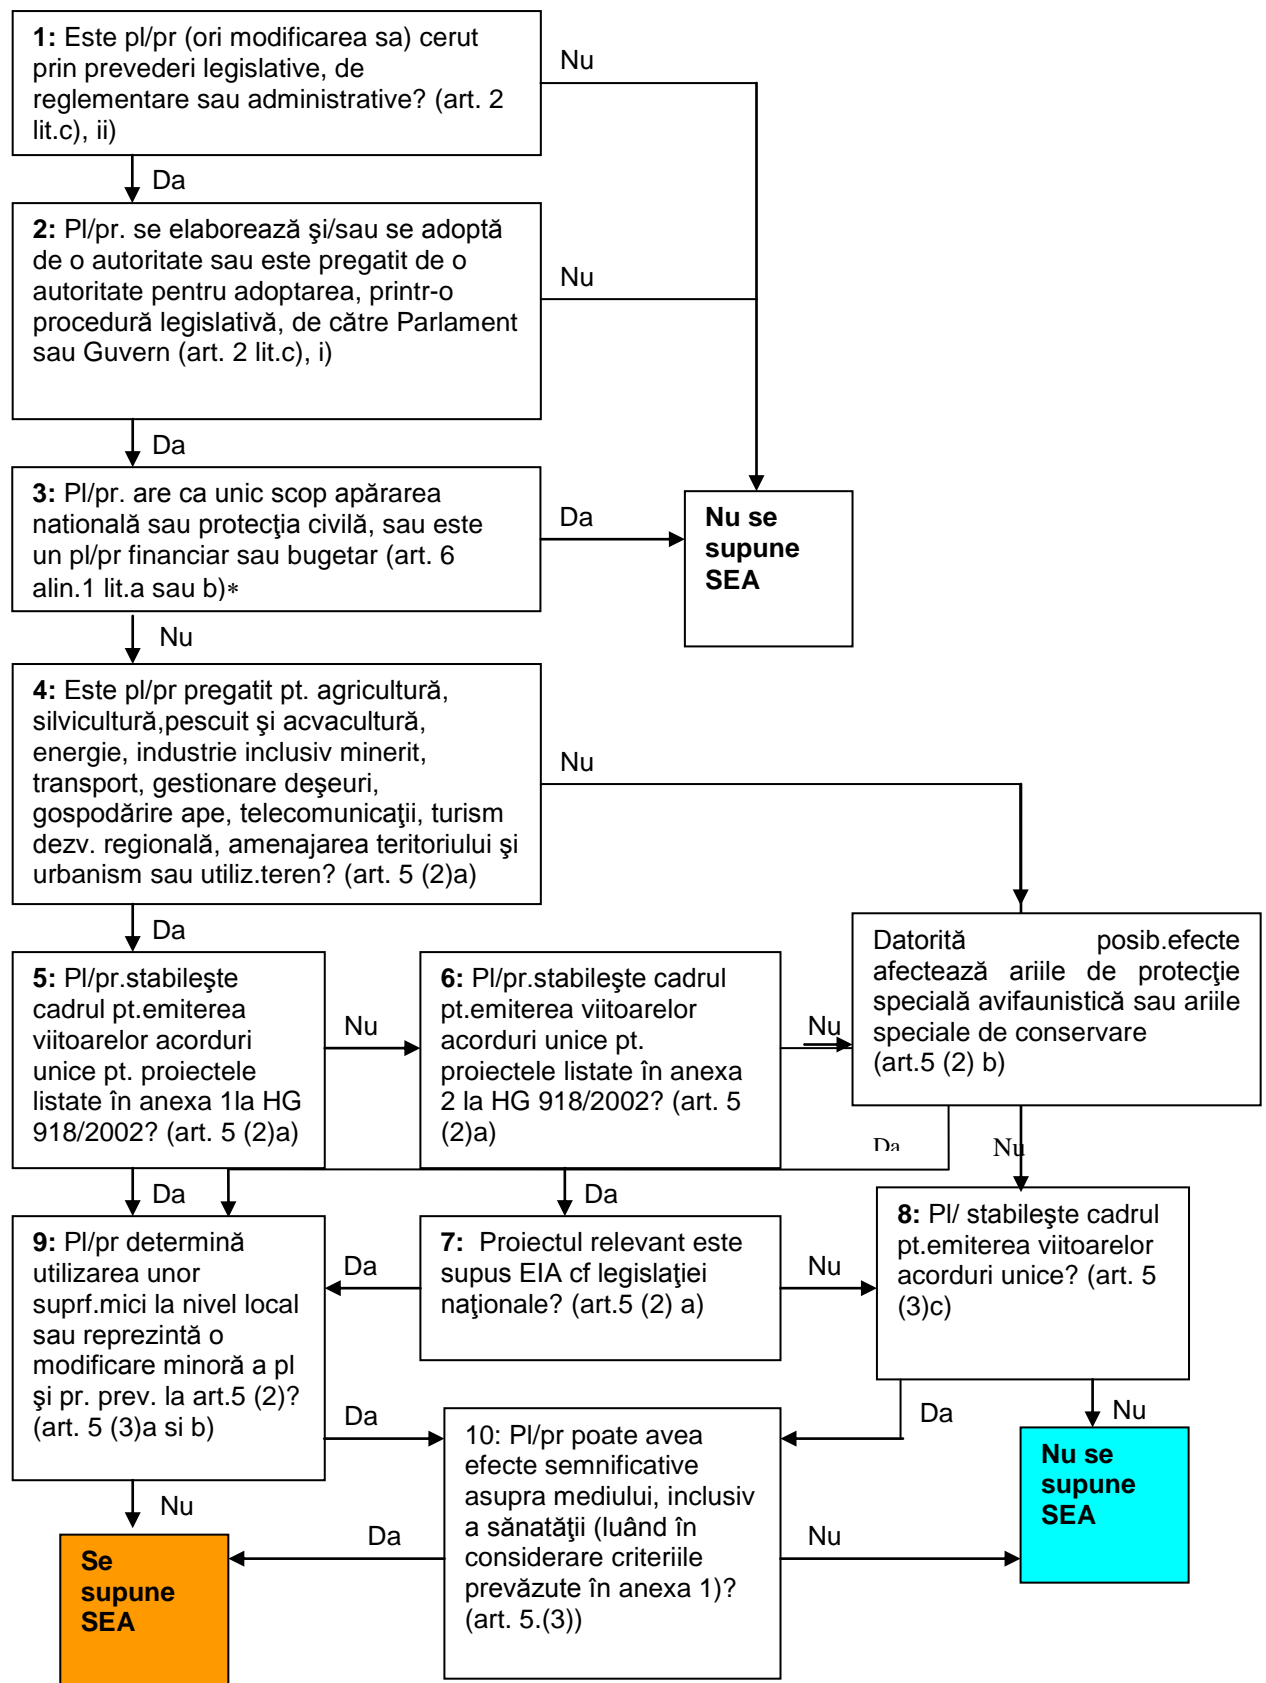 1: Este pl/pr (ori modificarea sa) cerut
prin prevederi legislative, de
reglementare sau administrative? (art. 2
lit.c), ii)
Nu
Da
2: Pl/pr. se elaborează şi/sau se adoptă
de o autoritate sau este pregatit de o
autoritate pentru adoptarea, printr-o
procedură legislativă, de către Parlament
sau Guvern (art. 2 lit.c), i)
Nu
Da
3: Pl/pr. are ca unic scop apărarea
natională sau protecţia civilă, sau este
un pl/pr financiar sau bugetar (art. 6
alin.1 lit.a sau b)*
Da
Nu se
supune
SEA
Nu
4: Este pl/pr pregatit pt. agricultură,
silvicultură,pescuit şi acvacultură,
energie, industrie inclusiv minerit,
transport, gestionare deşeuri,
gospodărire ape, telecomunicaţii, turism
dezv. regională, amenajarea teritoriului şi
urbanism sau utiliz.teren? (art. 5 (2)a)
Nu
Da
5: Pl/pr.stabileşte
cadrul pt.emiterea
viitoarelor acorduri
unice pt. proiectele
listate în anexa 1la HG
918/2002? (art. 5 (2)a)
Nu
6: Pl/pr.stabileşte cadrul
pt.emiterea viitoarelor
acorduri unice pt.
proiectele listate în anexa
2 la HG 918/2002? (art. 5
(2)a)
Nu
Datorită posib.efecte
afectează ariile de protecţie
specială avifaunistică sau ariile
speciale de conservare
(art.5 (2) b)
Da
Nu
Da
Da
9: Pl/pr determină
utilizarea unor
suprf.mici la nivel local
sau reprezintă o
modificare minoră a pl
şi pr. prev. la art.5 (2)?
(art. 5 (3)a si b)
Da
7: Proiectul relevant este
supus EIA cf legislaţiei
naţionale? (art.5 (2) a)
Nu
8: Pl/ stabileşte cadrul
pt.emiterea viitoarelor
acorduri unice? (art. 5
(3)c)
Da
Da
Nu
Nu
10: Pl/pr poate avea
efecte semnificative
asupra mediului, inclusiv
a sănatăţii (luând în
considerare criteriile
prevăzute în anexa 1)?
(art. 5.(3))
Da
Nu
Se
supune
SEA
Nu se
supune
SEA